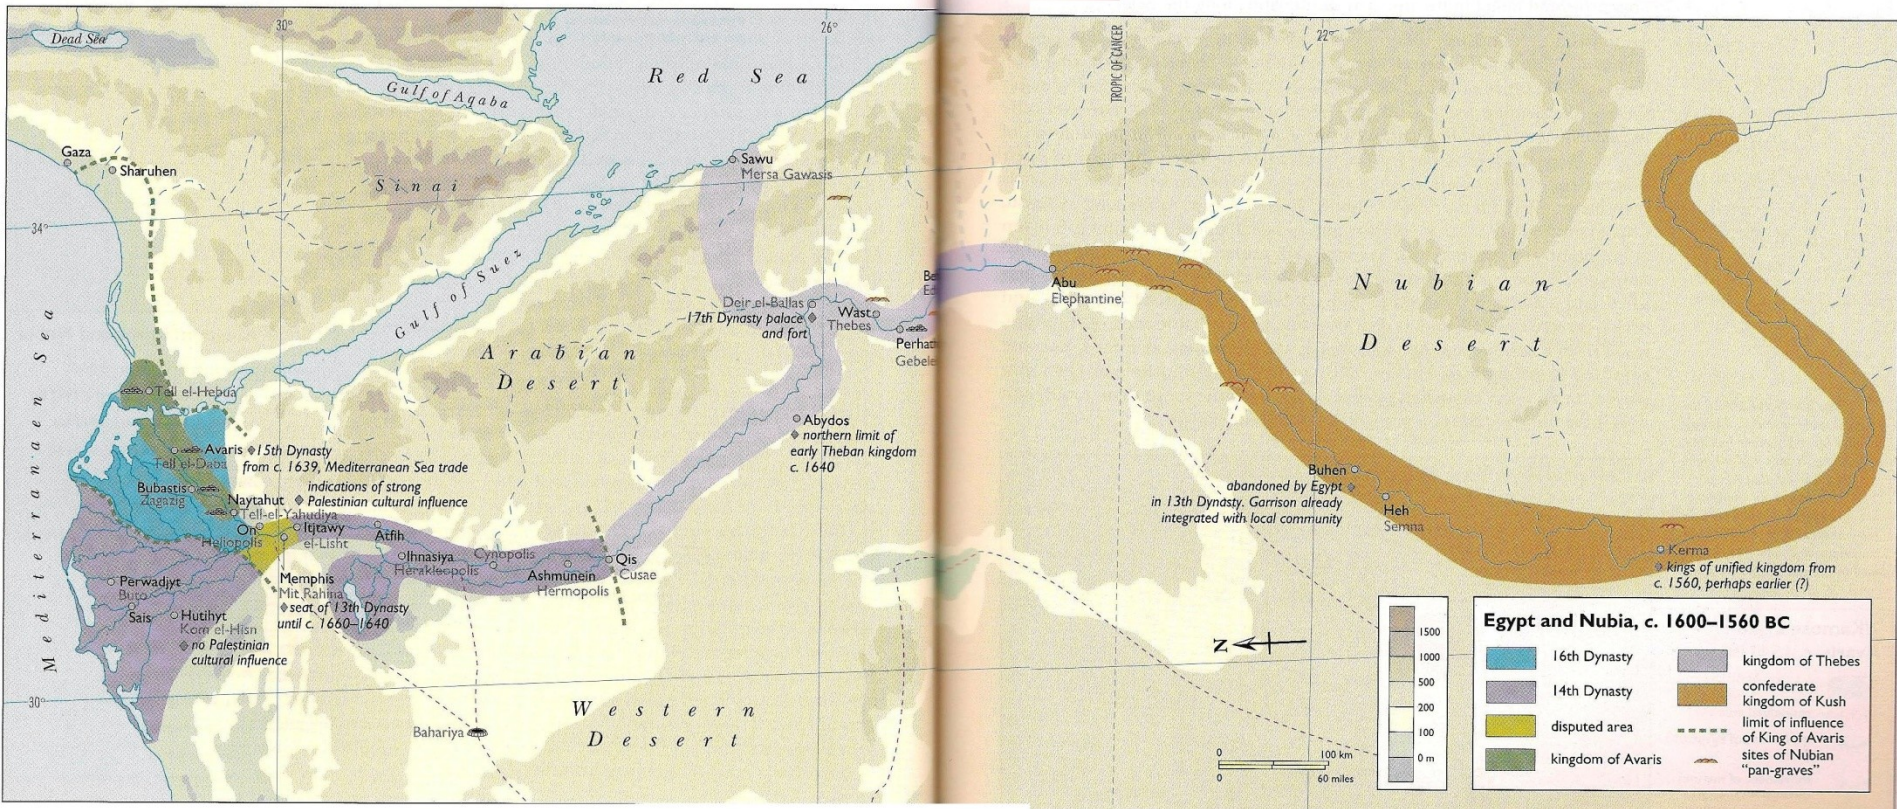 Dead Sea
30°
26°
22°
TROPIC OF CANCER
Gulf of Aqaba
Red Sea
Gaza
Sharuhen
Sinai
Sawu
Mersa Gawasis
34°
Gulf of Suez
Mediterranaen Sea
Abu
Elephantine
Nubian
Desert
Deir el-Ballas
17th Dynasty palace
and fort
Wast
Thebes
Arabian
Desert
Tell el-Hebua
Abydos
northern limit of
early Theban kingdom
c. 1640
Avaris
Tell el-Daba
15th Dynasty
from c. 1639, Mediterranean Sea trade
indications of strong
Palestinian cultural influence
Bubastis
Zagazig
Naytahut
Tell-el-Yahudiya
On
Heliopolis
Itjtawy
el-Lisht
Atfih
Ihnasiya
Herakleopolis
Cynopolis
Ashmunein
Hermopolis
Qis
Cusae
Buhen
abandoned by Egypt
in 13th Dynasty. Garrison already
integrated with local community
Heh
Semna
Kerma
kings of unified kingdom from
c. 1560, perhaps earlier (?)
Perwadjyt
Buto
Sais
Hutihyt
Kom el-Hisn
no Palestinian
cultural influence
Memphis
Mit Rahina
seat of 13th Dynasty
until c. 1660–1640
30°
Bahariya
Western
Desert
N
0 100 km
0 60 miles
1500
1000
500
200
100
0 m
Egypt and Nubia, c. 1600–1560 BC
16th Dynasty
14th Dynasty
disputed area
kingdom of Avaris
kingdom of Thebes
confederate
kingdom of Kush
limit of influence
of King of Avaris
sites of Nubian
"pan-graves"